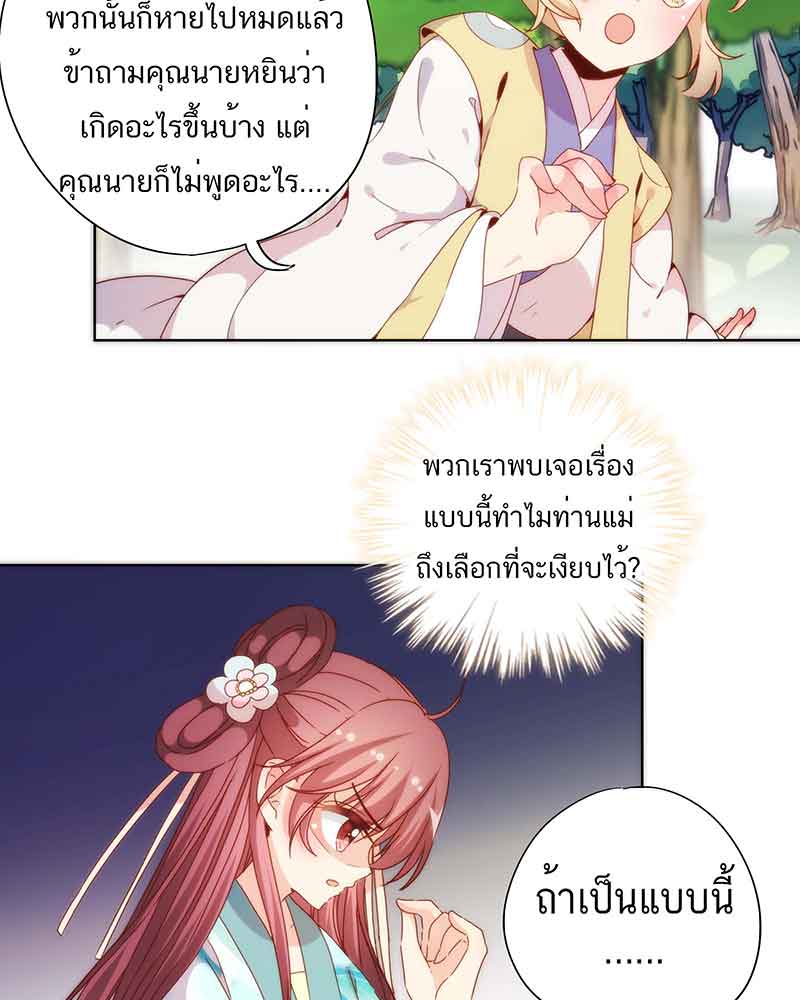 พวกนั้นก็หายไปหมดแล้ว
ข้าถามคุณนายหยินว่า
เกิดอะไรขึ้นบ้าง แต่
คุณนายก็ไม่พูดอะไร....
พวกเราพบเจอเรื่อง
แบบนี้ทำไมท่านแม่
ถึงเลือกที่จะเงียบไว้?
ถ้าเป็นแบบนี้
......